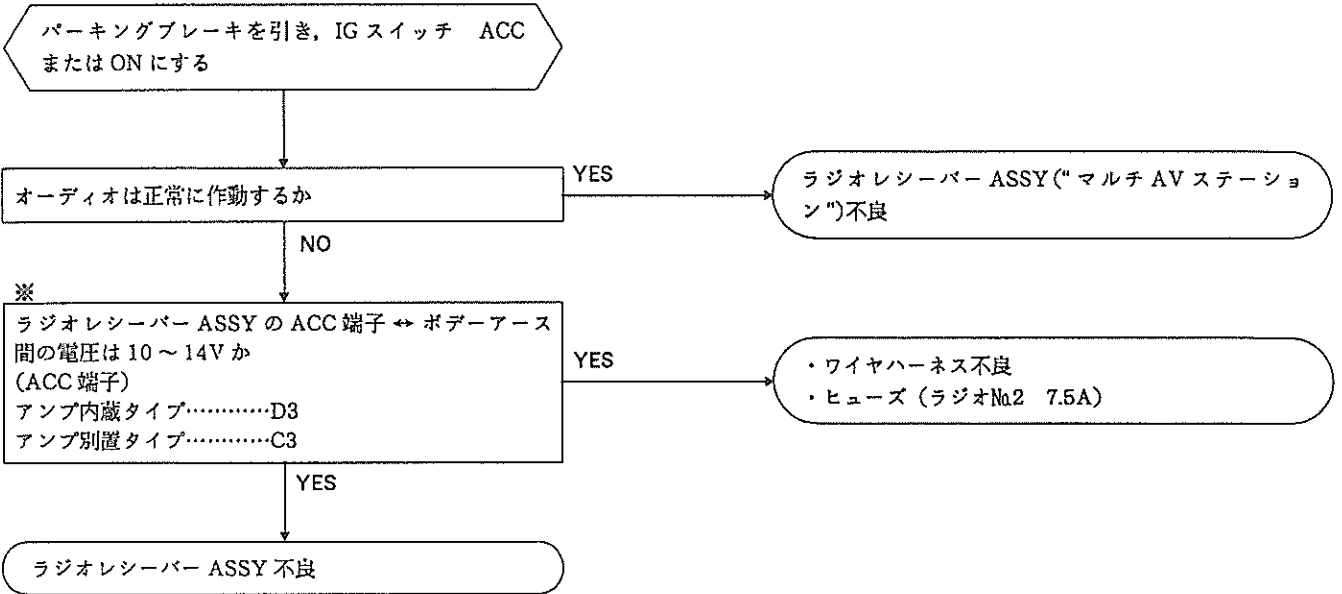 パーキングブレーキを引き，IG スイッチ　ACC
または ON にする
オーディオは正常に作動するか
YES
ラジオレシーバー ASSY (“ マルチ AV ステーショ
ン ”)不良
NO
※
ラジオレシーバー ASSY の ACC 端子 ↔ ボデーアース
間の電圧は 10 ～ 14V か
(ACC 端子)
アンプ内蔵タイプ…………D3
アンプ別置タイプ…………C3
YES
・ワイヤハーネス不良
・ヒューズ（ラジオ№2　7.5A）
YES
ラジオレシーバー ASSY 不良